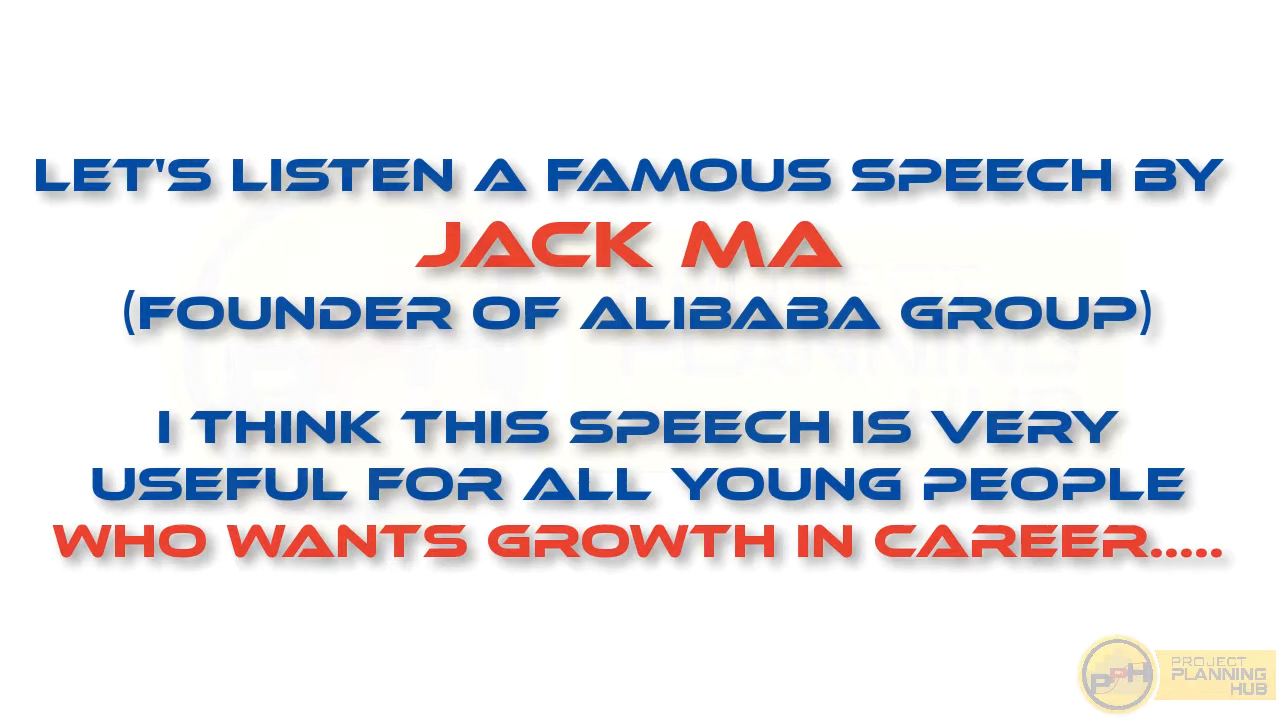 LET'S LISTEN A FAMOUS SPEECH BY
JACK MA
(FOUNDER OF ALIBABA GROUP)
I THINK THIS SPEECH IS VERY
USEFUL FOR ALL YOUNG PEOPLE
WHO WANTS GROWTH IN CAREER.....
PPH
PROJECT
PLANNING
HUB